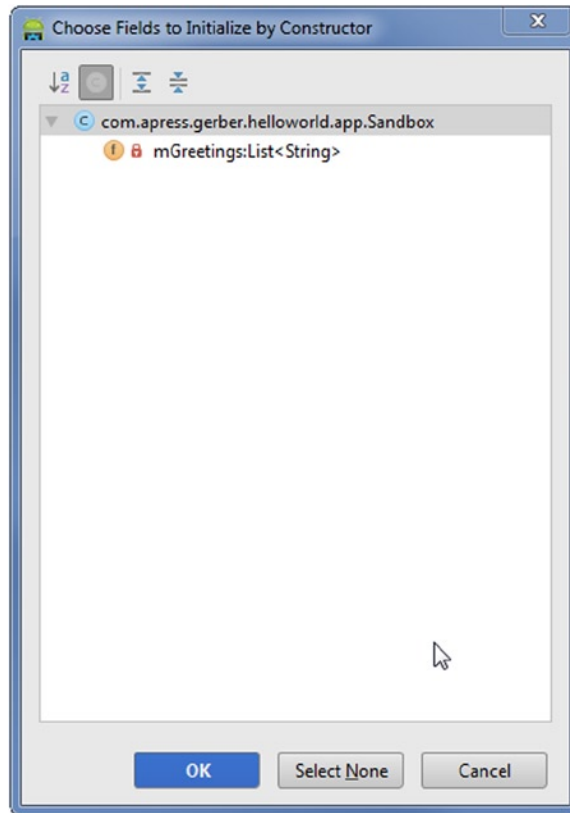 Choose Fields to Initialize by Constructor
com.apress.gerber.helloworld.app.Sandbox
mGreetings:List<String>
OK Select None Cancel